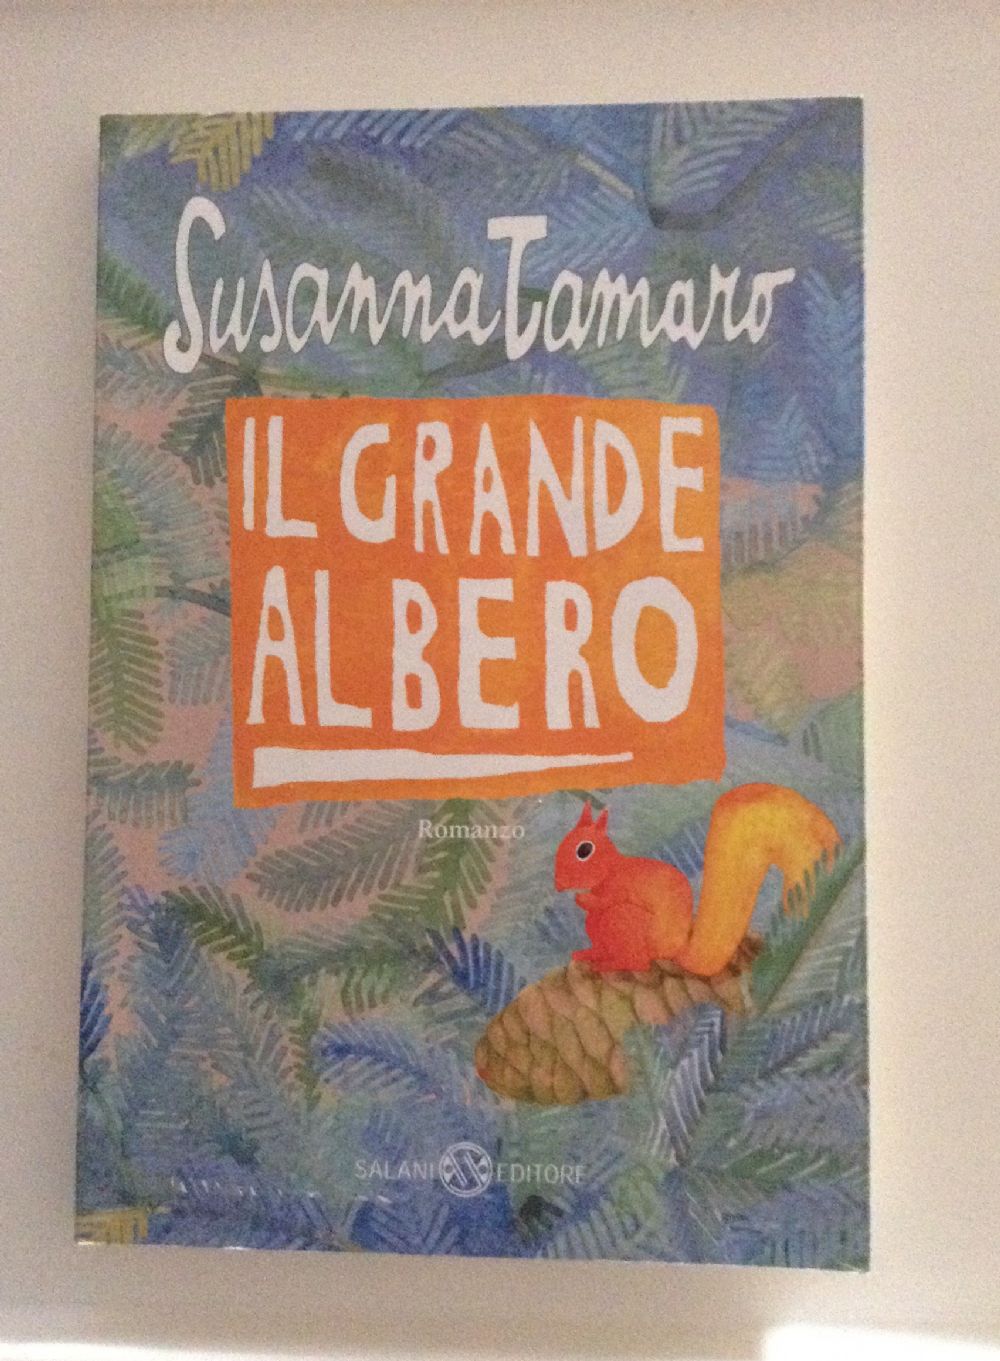 Susanna Tamaro
IL GRANDE
ALBERO
Romanzo
SALANI EDITORE